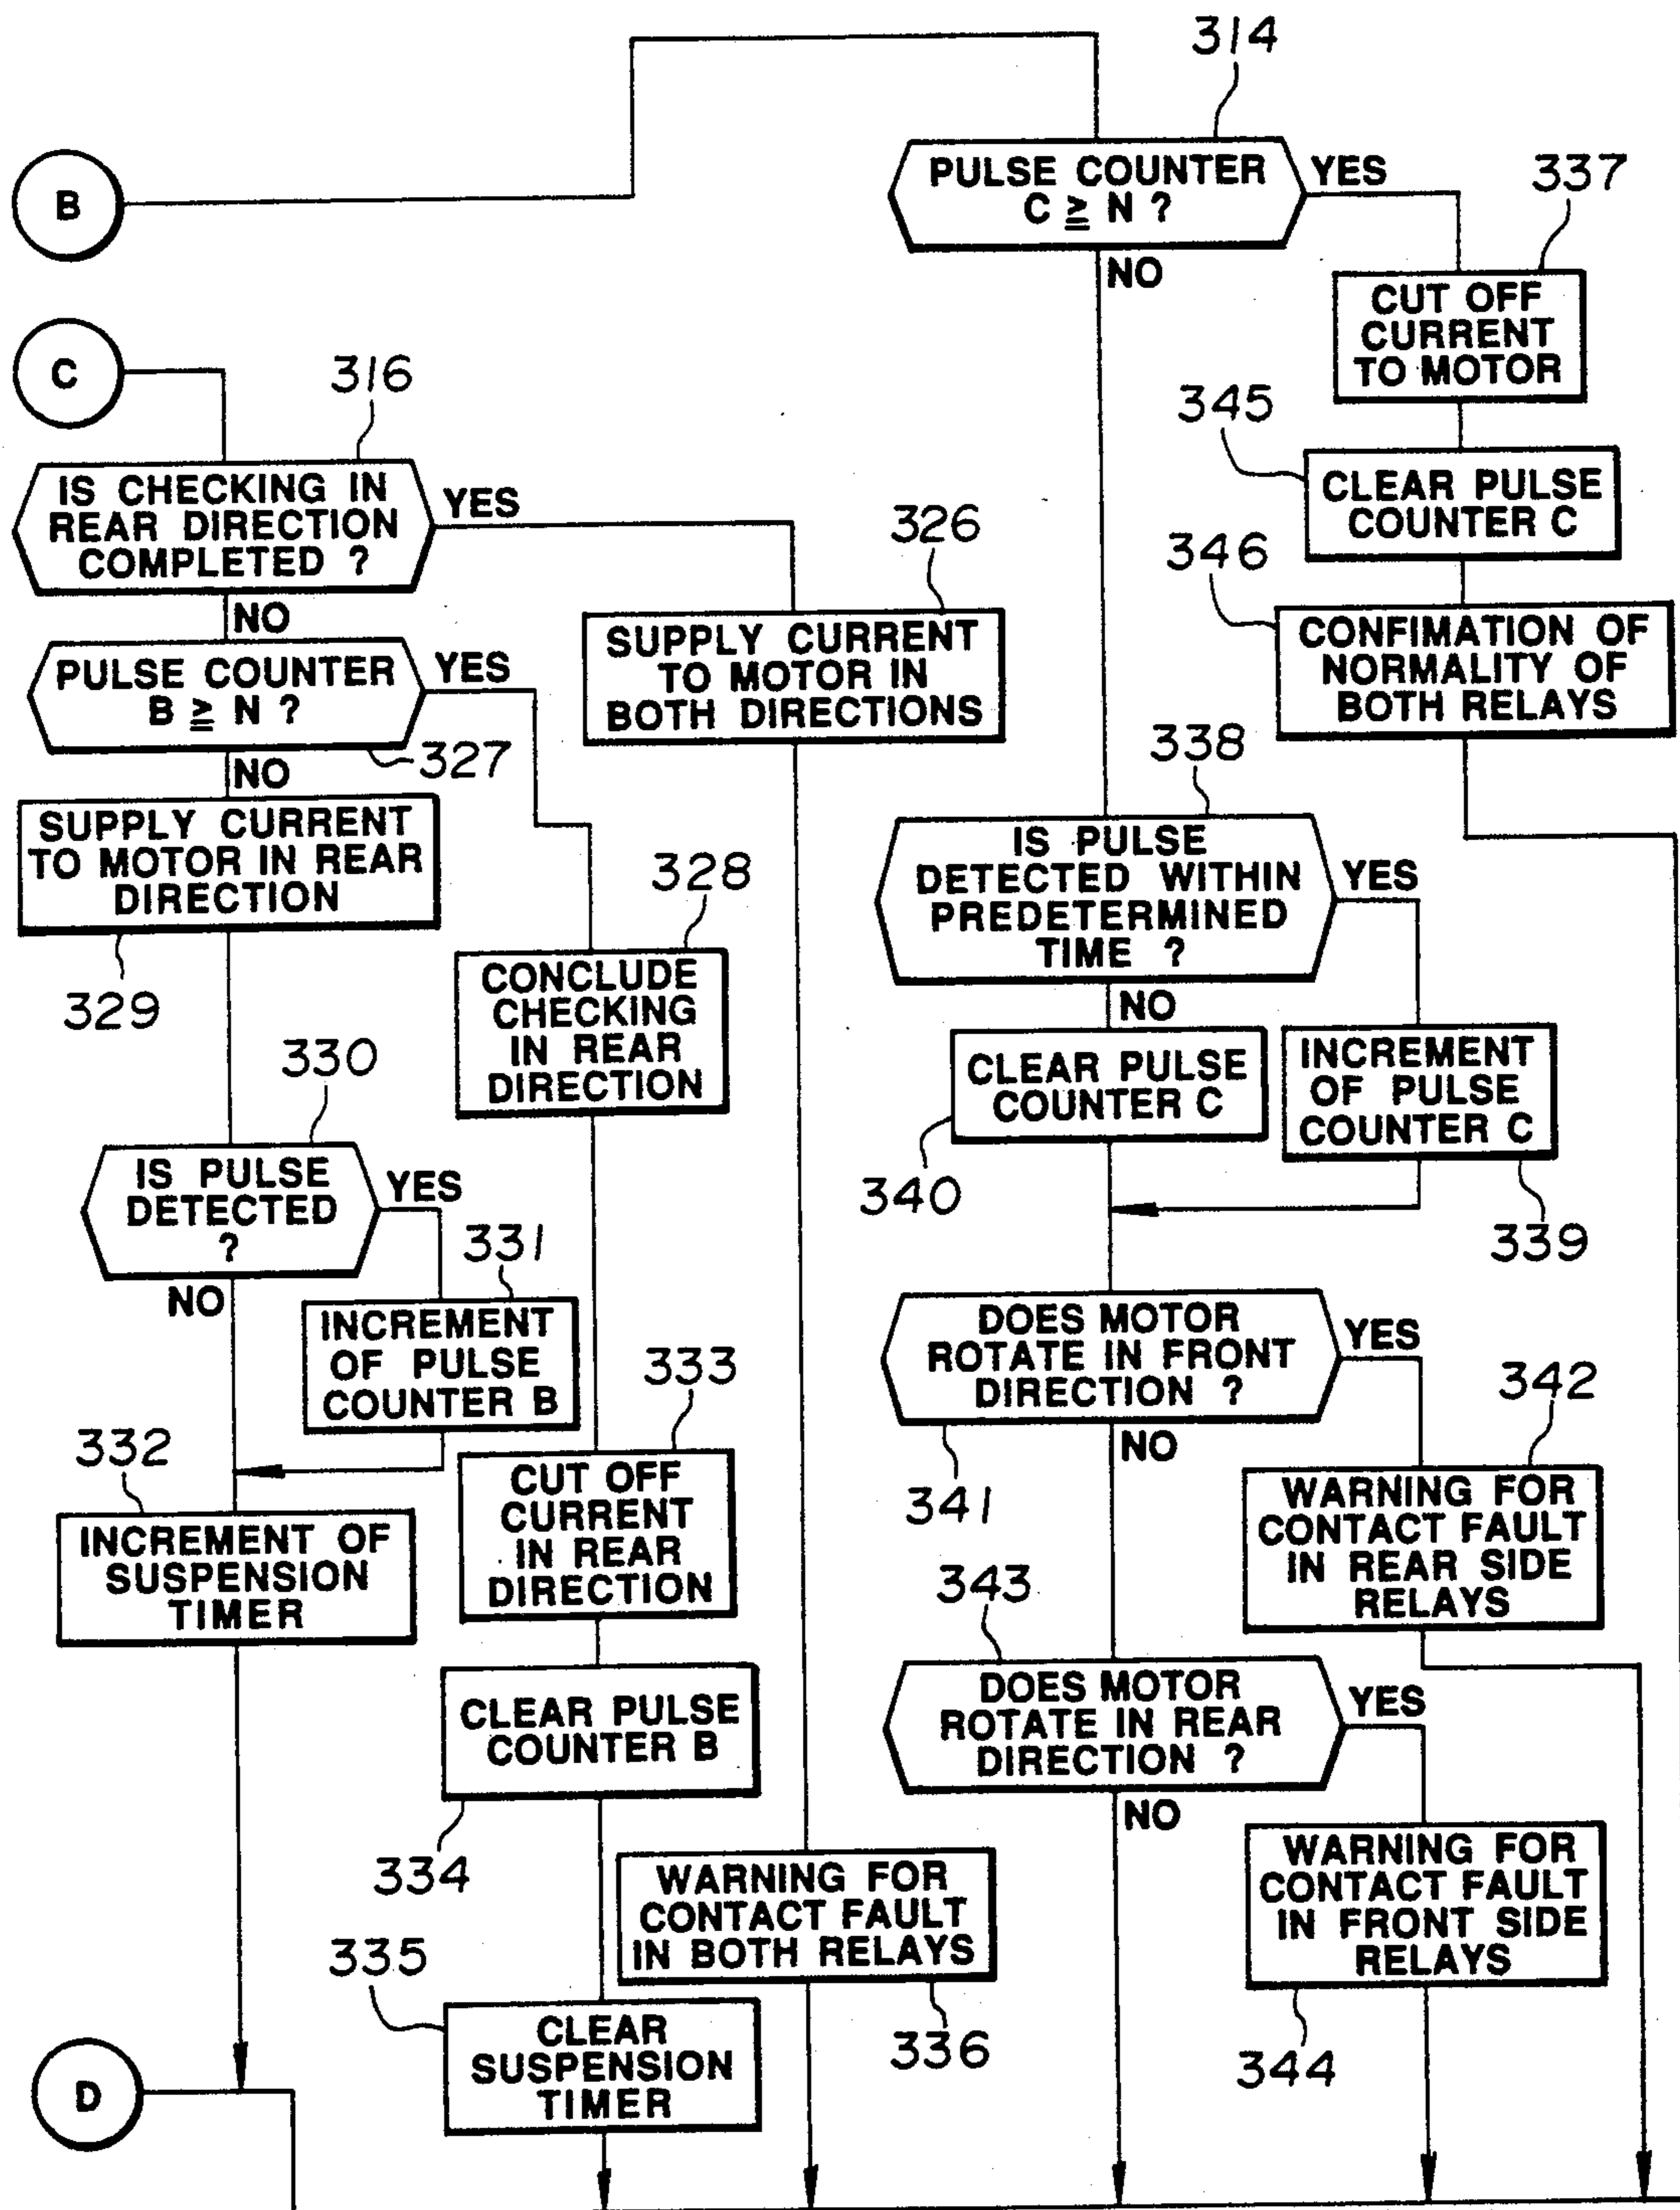 314
B
PULSE COUNTER
C ≧ N ?
YES
NO
337
CUT OFF
CURRENT
TO MOTOR
C
316
345
CLEAR PULSE
COUNTER C
IS CHECKING IN
REAR DIRECTION
COMPLETED ?
YES
NO
326
SUPPLY CURRENT
TO MOTOR IN
BOTH DIRECTIONS
346
CONFIMATION OF
NORMALITY OF
BOTH RELAYS
PULSE COUNTER
B ≧ N ?
YES
327
NO
SUPPLY CURRENT
TO MOTOR IN REAR
DIRECTION
329
328
CONCLUDE
CHECKING
IN REAR
DIRECTION
338
IS PULSE
DETECTED WITHIN
PREDETERMINED
TIME ?
YES
NO
CLEAR PULSE
COUNTER C
340
INCREMENT
OF PULSE
COUNTER C
339
330
IS PULSE
DETECTED
?
YES
NO
331
INCREMENT
OF PULSE
COUNTER B
332
INCREMENT OF
SUSPENSION
TIMER
333
CUT OFF
CURRENT
IN REAR
DIRECTION
DOES MOTOR
ROTATE IN FRONT
DIRECTION ?
YES
341
NO
342
WARNING FOR
CONTACT FAULT
IN REAR SIDE
RELAYS
343
DOES MOTOR
ROTATE IN REAR
DIRECTION ?
YES
NO
CLEAR PULSE
COUNTER B
334
WARNING FOR
CONTACT FAULT
IN BOTH RELAYS
336
WARNING FOR
CONTACT FAULT
IN FRONT SIDE
RELAYS
344
335
CLEAR
SUSPENSION
TIMER
D